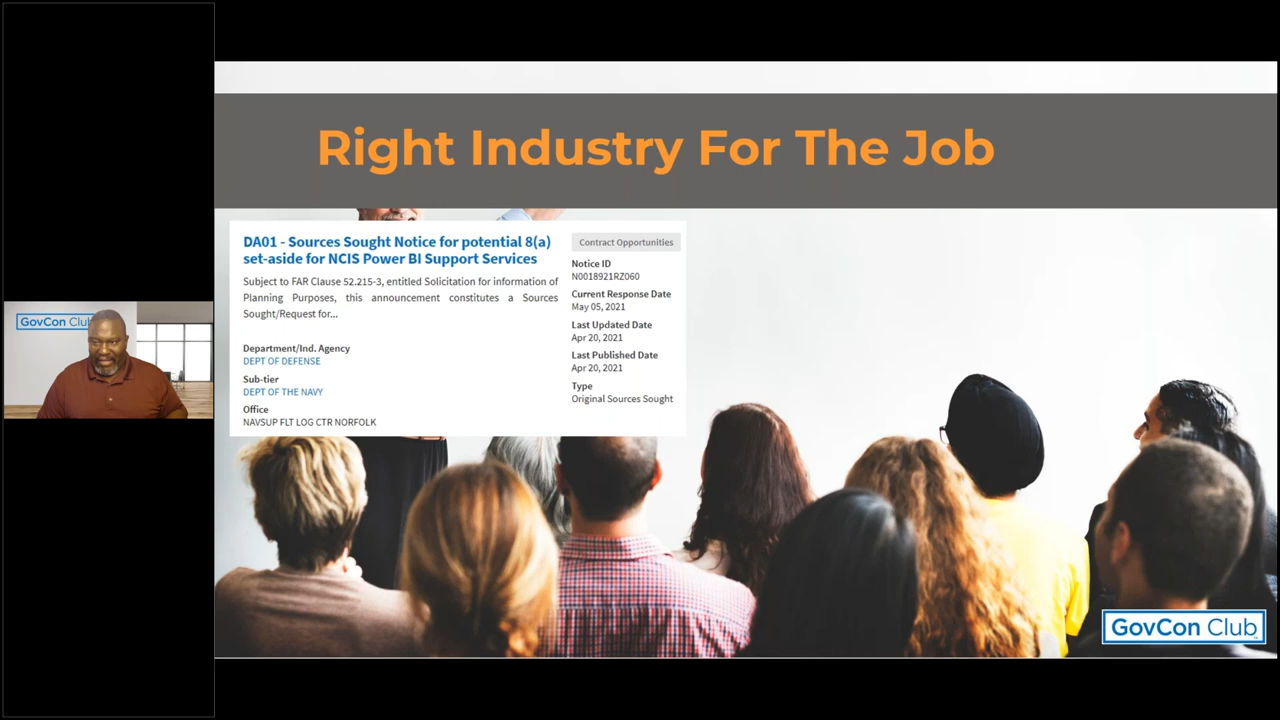 Right Industry For The Job
DA01 - Sources Sought Notice for potential 8(a)
set-aside for NCIS Power BI Support Services
Subject to FAR Clause 52.215-3, entitled Solicitation for information of
Planning Purposes, this announcement constitutes a Sources
Sought/Request for...
Department/Ind. Agency
DEPT OF DEFENSE
Sub-tier
DEPT OF THE NAVY
Office
NAVSUP FLT LOG CTR NORFOLK
Contract Opportunities
Notice ID
N0018921RZ060
Current Response Date
May 05, 2021
Last Updated Date
Apr 20, 2021
Last Published Date
Apr 20, 2021
Type
Original Sources Sought
GovCon Club
GovCon Club